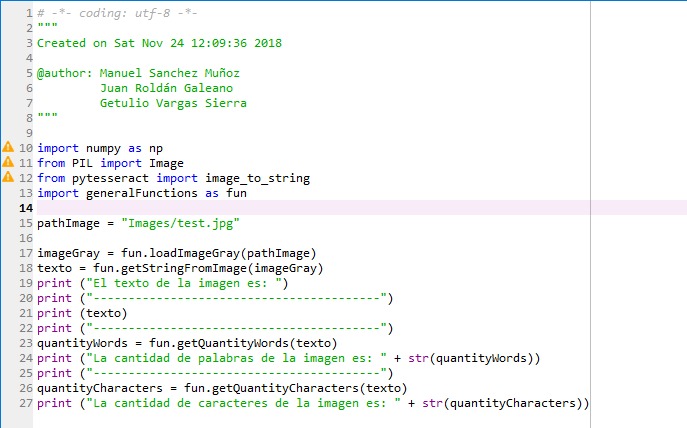 1 # -*- coding: utf-8 -*-
2 """
3 Created on Sat Nov 24 12:09:36 2018
4
5 @author: Manuel Sanchez Muñoz
6 Juan Roldán Galeano
7 Getulio Vargas Sierra
8 """
9
10 import numpy as np
11 from PIL import Image
12 from pytesseract import image_to_string
13 import generalFunctions as fun
14
15 pathImage = "Images/test.jpg"
16
17 imageGray = fun.loadImageGray(pathImage)
18 texto = fun.getStringFromImage(imageGray)
19 print ("El texto de la imagen es: ")
20 print ("-----------------------------------------")
21 print (texto)
22 print ("-----------------------------------------")
23 quantityWords = fun.getQuantityWords(texto)
24 print ("La cantidad de palabras de la imagen es: " + str(quantityWords))
25 print ("-----------------------------------------")
26 quantityCharacters = fun.getQuantityCharacters(texto)
27 print ("La cantidad de caracteres de la imagen es: " + str(quantityCharacters))